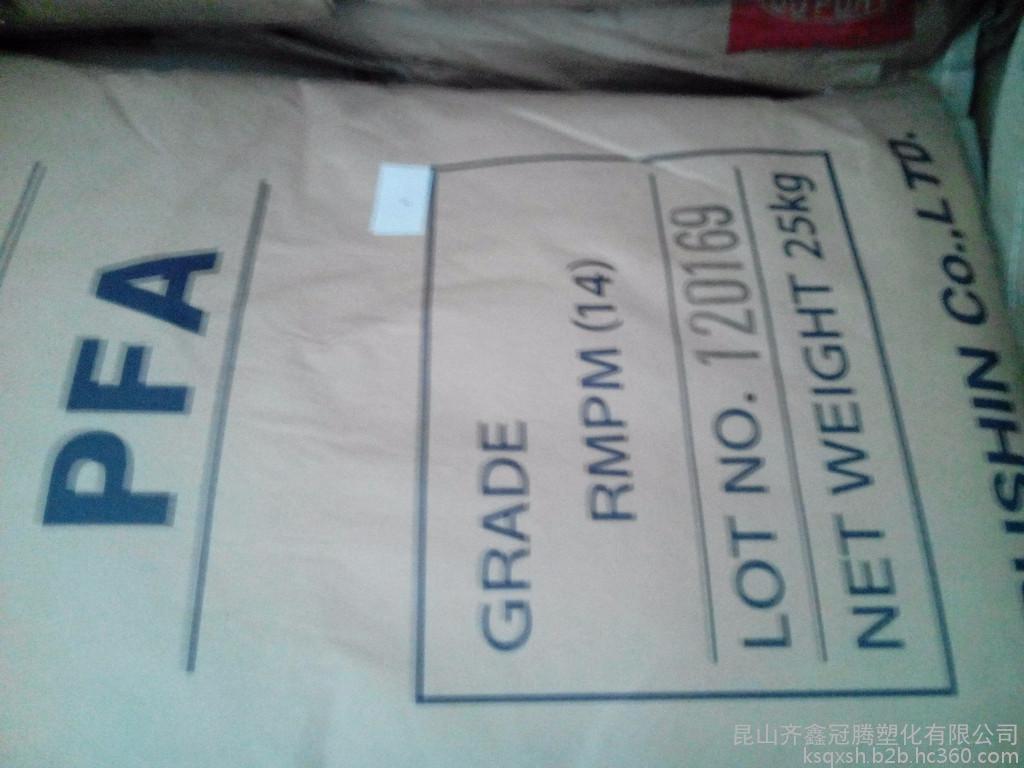 PFA
GRADE
RMPM (14)
LOT NO. 120169
NET WEIGHT 25kg
Co.,LTD.
昆山齐鑫冠腾塑化有限公司
ksqxsh.b2b.hc360.com